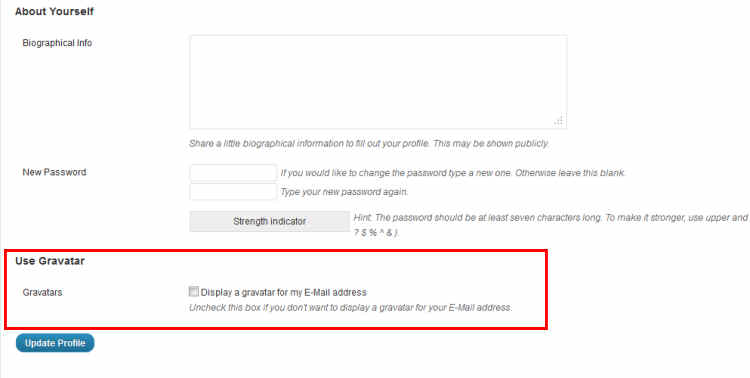 About Yourself
Biographical Info
Share a little biographical information to fill out your profile. This may be shown publicly.
New Password
If you would like to change the password type a new one. Otherwise leave this blank.
Type your new password again.
Strength indicator
Hint: The password should be at least seven characters long. To make it stronger, use upper and
? $ % ^ & ).
Use Gravatar
Gravatars
Display a gravatar for my E-Mail address
Uncheck this box if you don't want to display a gravatar for your E-Mail address.
Update Profile